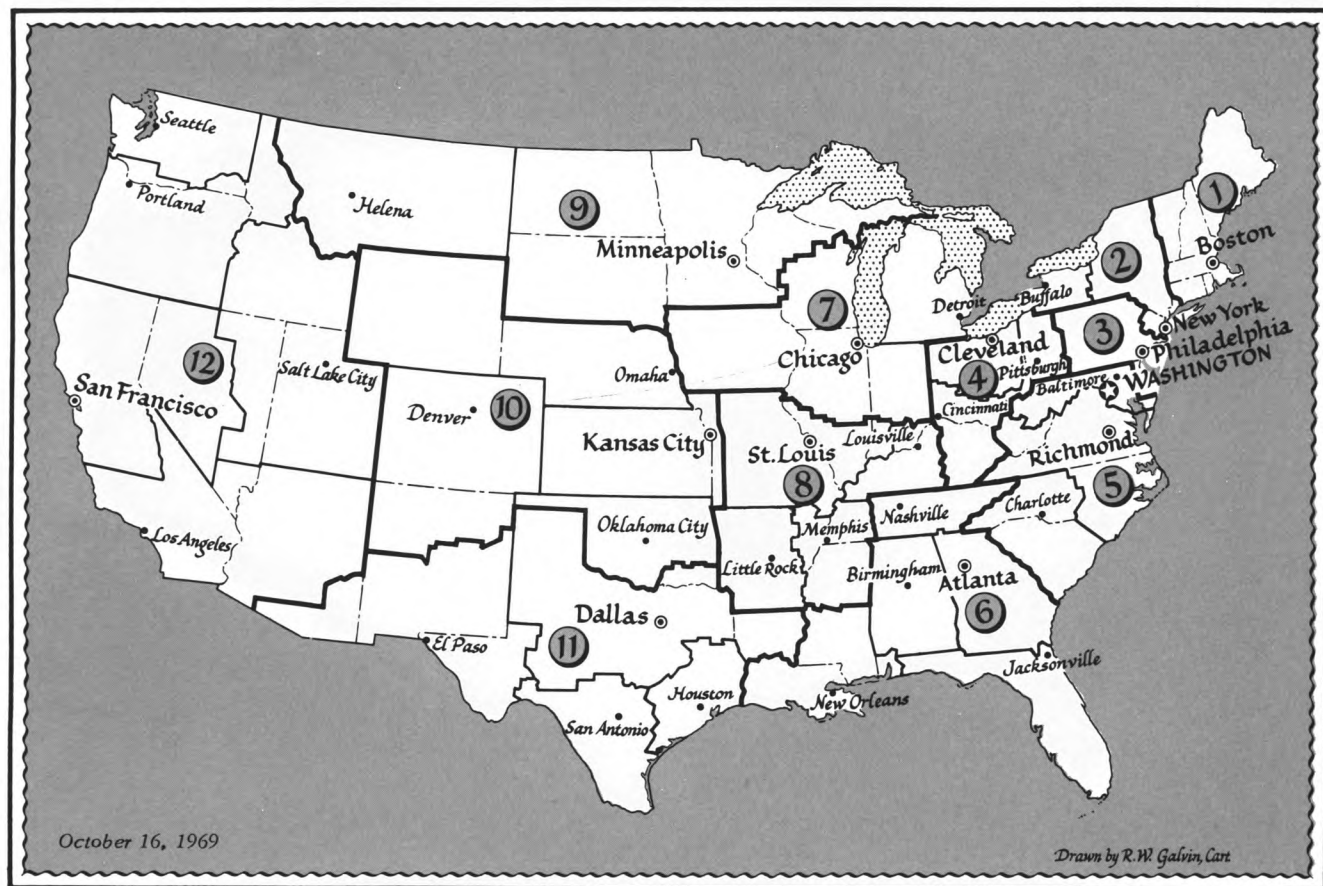 Seattle
Portland
Helena
9
Minneapolis
1
Boston
2
7
Detroit
Buffalo
3
New York
Philadelphia
Cleveland
Chicago
Pittsburgh
4
Baltimore
WASHINGTON
12
Salt Lake City
Omaha
San Francisco
Denver
10
Cincinnati
Kansas City
St. Louis
Louisville
Richmond
8
5
Oklahoma City
Memphis
Nashville
Charlotte
Los Angeles
Little Rock
Birmingham
Atlanta
Dallas
6
11
El Paso
Jacksonville
Houston
New Orleans
San Antonio
October 16, 1969
Drawn by R.W. Galvin, Cart.